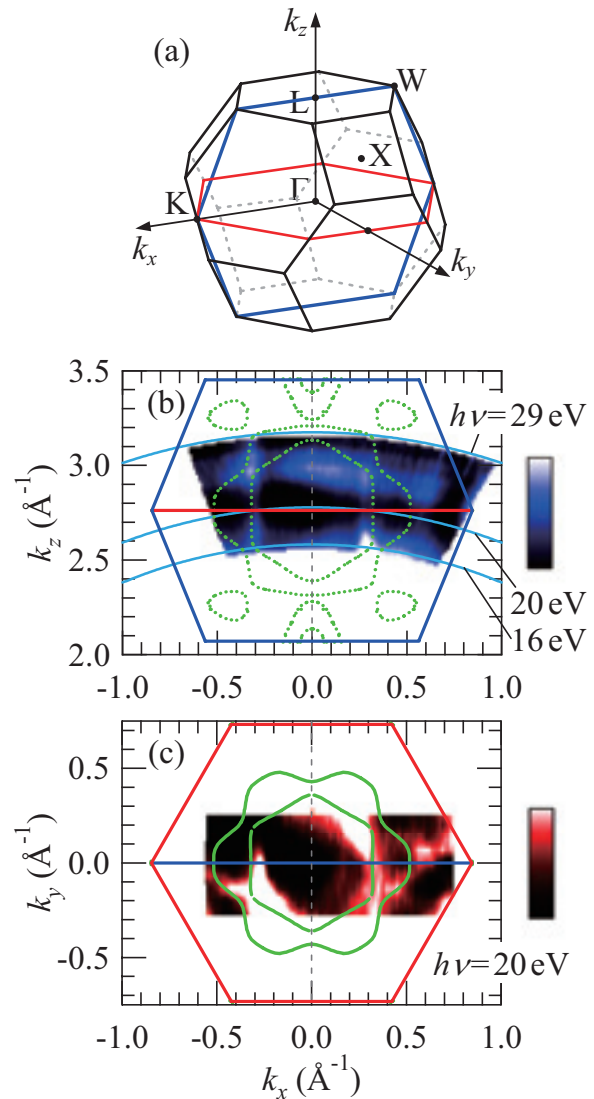 (a)
k_z
W
L
X
Γ
K
k_x
k_y
3.5
(b)
hν=29 eV
3.0
k_z (Å⁻¹)
2.5
20 eV
16 eV
2.0
-1.0 -0.5 0.0 0.5 1.0
(c)
0.5
k_y (Å⁻¹)
0.0
-0.5
hν=20 eV
-1.0 -0.5 0.0 0.5 1.0
k_x (Å⁻¹)